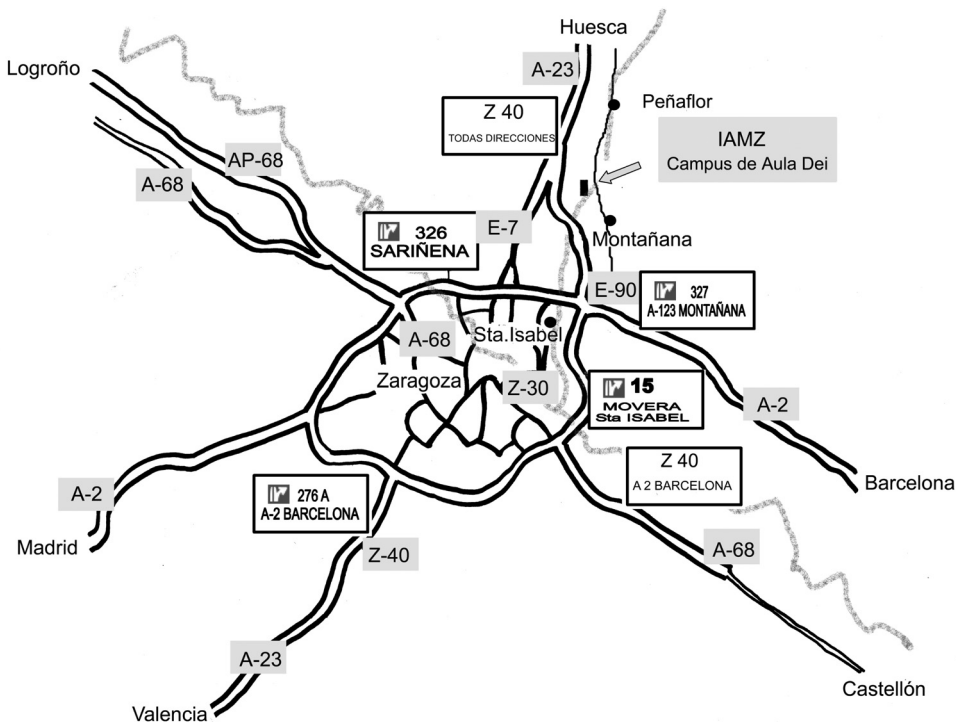 Huesca
Logroño
A-23
Peñaflor
Z 40
TODAS DIRECCIONES
IAMZ
Campus de Aula Dei
AP-68
A-68
326
SARIÑENA
E-7
Montañana
E-90
327
A-123 MONTAÑANA
A-68
Sta.Isabel
Zaragoza
Z-30
15
MOVERA
Sta ISABEL
A-2
Z 40
A 2 BARCELONA
Barcelona
A-2
276 A
A-2 BARCELONA
Madrid
Z-40
A-68
A-23
Castellón
Valencia